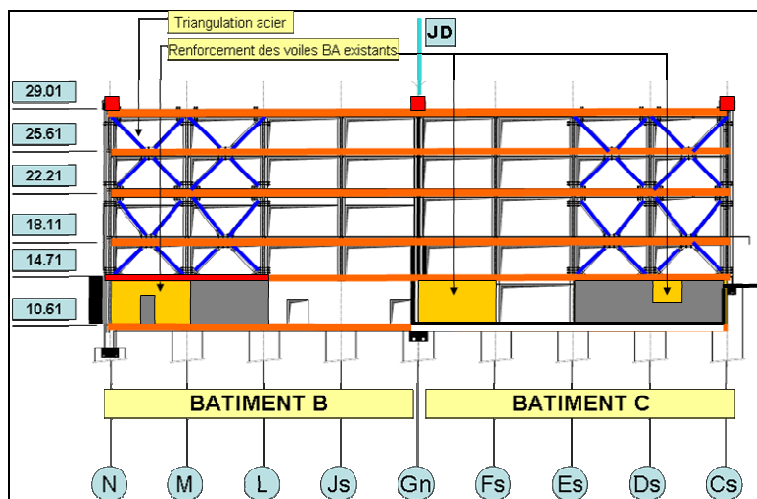 Triangulation acier
JD
Renforcement des voiles BA existants
29.01
25.61
22.21
18.11
14.71
10.61
BATIMENT B
BATIMENT C
N
M
L
Js
Gn
Fs
Es
Ds
Cs